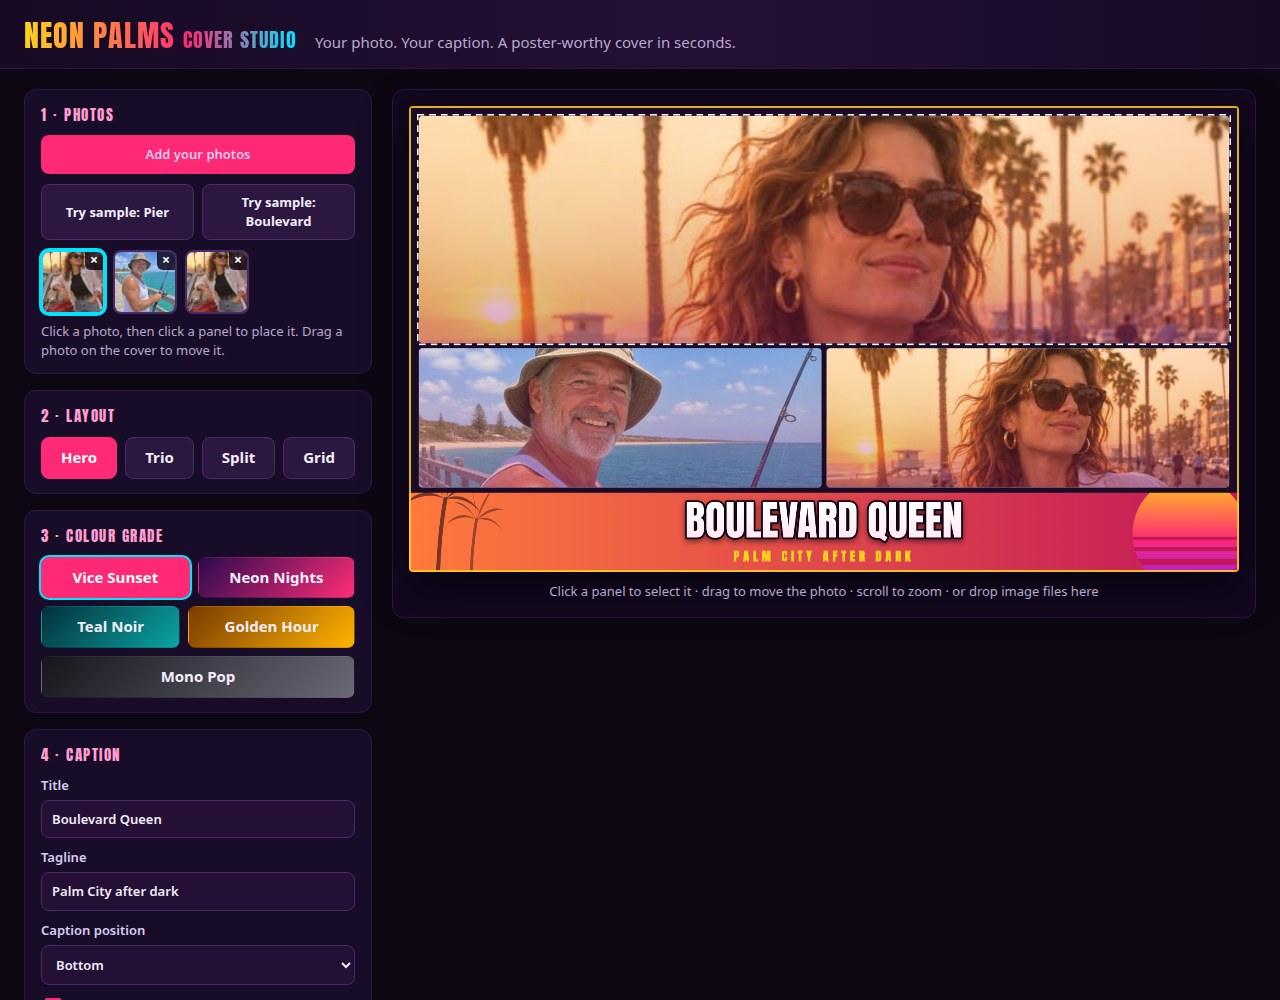 NEON PALMS COVER STUDIO Your photo. Your caption. A poster-worthy cover in seconds.
1 · PHOTOS
Add your photos
Try sample: Pier
Try sample:
Boulevard
× × ×
Click a photo, then click a panel to place it. Drag a
photo on the cover to move it.
2 · LAYOUT
Hero Trio Split Grid
3 · COLOUR GRADE
Vice Sunset Neon Nights
Teal Noir Golden Hour
Mono Pop
4 · CAPTION
Title
Boulevard Queen
Tagline
Palm City after dark
Caption position
Bottom
BOULEVARD QUEEN
PALM CITY AFTER DARK
Click a panel to select it · drag to move the photo · scroll to zoom · or drop image files here